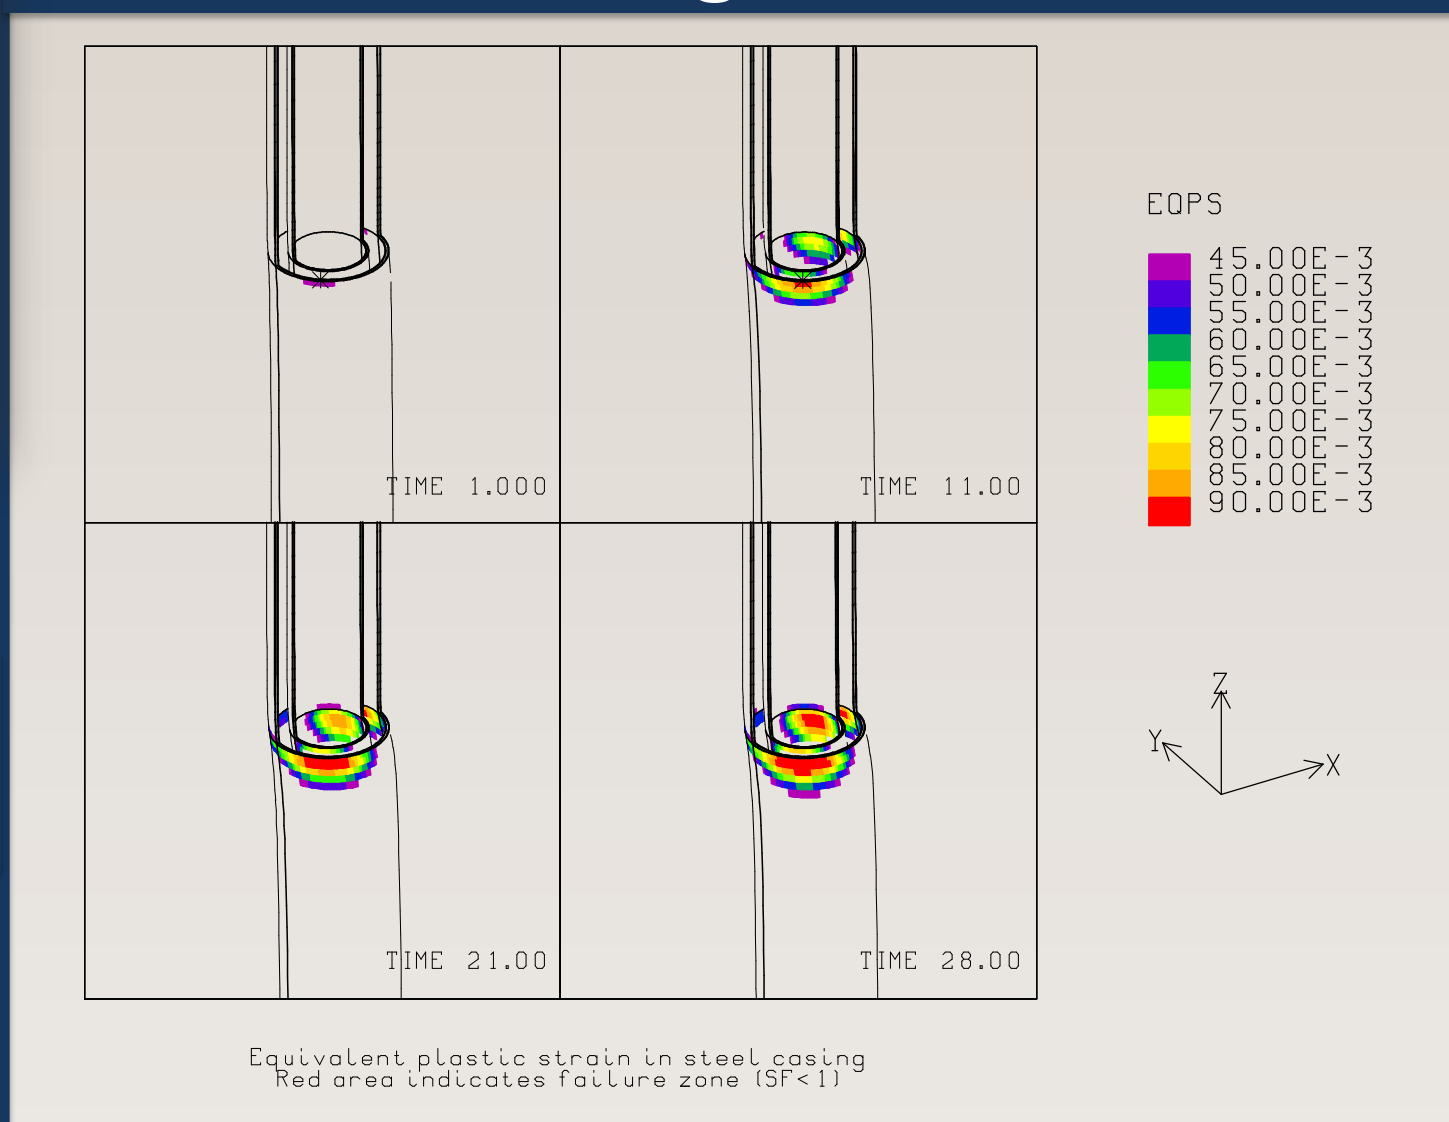 TIME 1.000
TIME 11.00
TIME 21.00
TIME 28.00
EQPS
45.00E-3
50.00E-3
55.00E-3
60.00E-3
65.00E-3
70.00E-3
75.00E-3
80.00E-3
85.00E-3
90.00E-3
Z
Y
X
Equivalent plastic strain in steel casing
Red area indicates failure zone (SF<1)